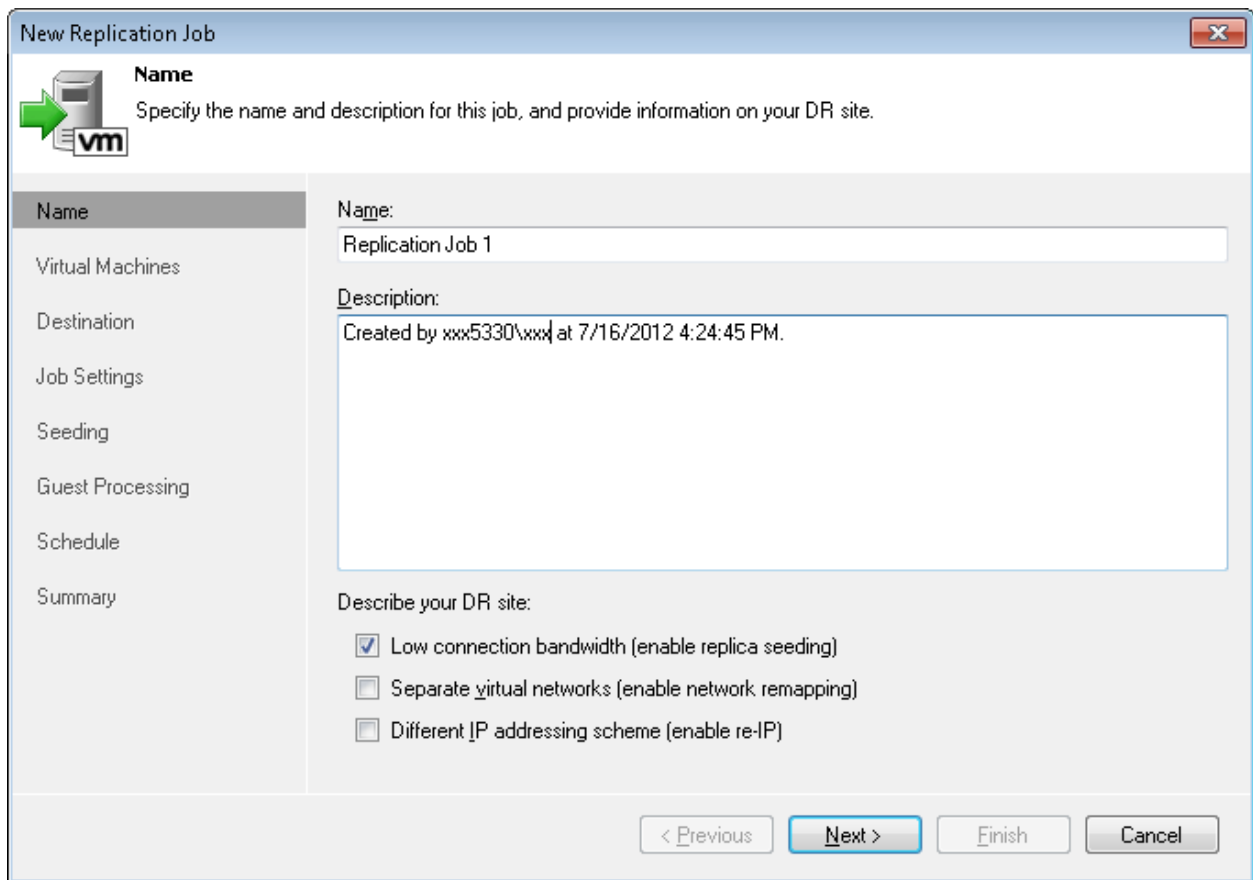 New Replication Job
Name
Specify the name and description for this job, and provide information on your DR site.
vm
Name
Virtual Machines
Destination
Job Settings
Seeding
Guest Processing
Schedule
Summary
Name:
Replication Job 1
Description:
Created by xxx5330\xxx at 7/16/2012 4:24:45 PM.
Describe your DR site:
Low connection bandwidth (enable replica seeding)
Separate virtual networks (enable network remapping)
Different IP addressing scheme (enable re-IP)
< Previous
Next >
Finish
Cancel